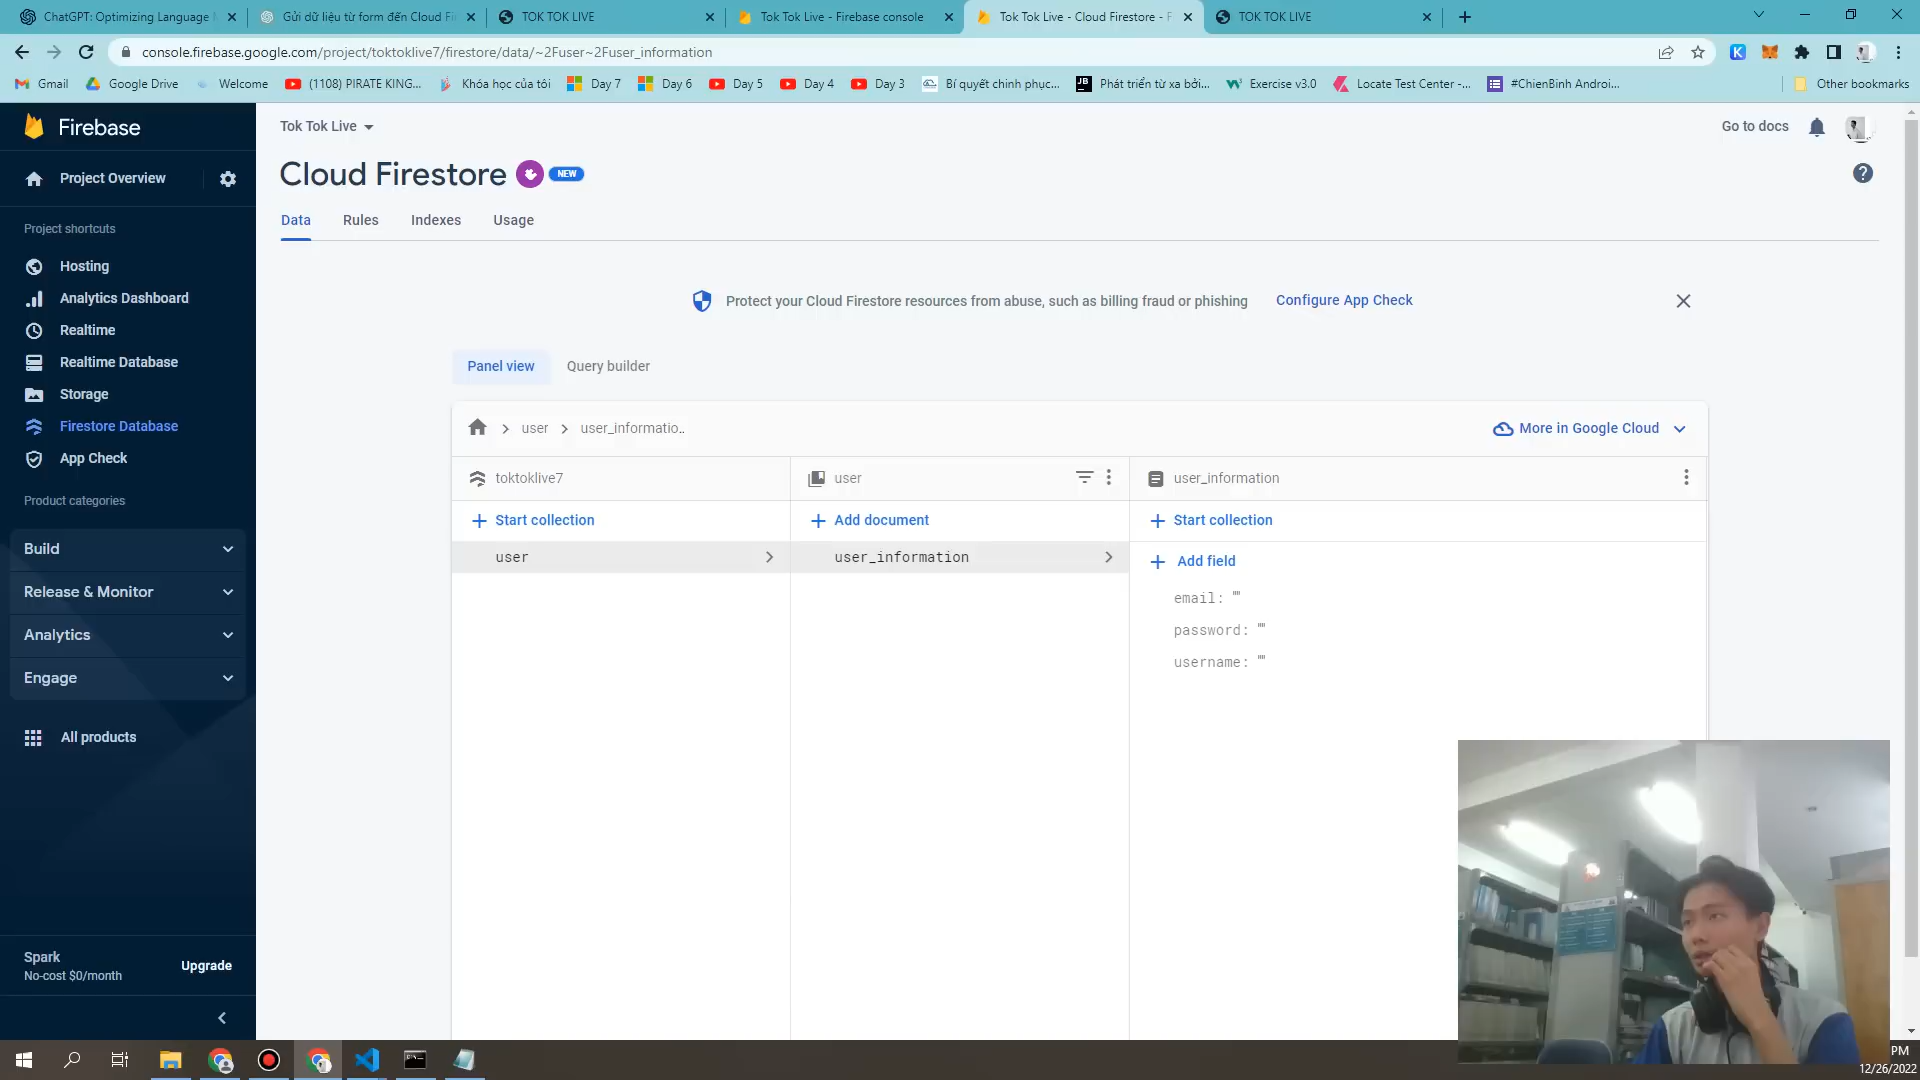 ChatGPT: Optimizing Language
Gửi dữ liệu từ form đến Cloud Fi
TOK TOK LIVE
Tok Tok Live - Firebase console
Tok Tok Live - Cloud Firestore - F
TOK TOK LIVE
console.firebase.google.com/project/toktoklive7/firestore/data/~2Fuser~2Fuser_information
Gmail
Google Drive
Welcome
(1108) PIRATE KING...
Khóa học của tôi
Day 7
Day 6
Day 5
Day 4
Day 3
Bí quyết chinh phục...
Phát triển từ xa bởi...
Exercise v3.0
Locate Test Center -...
#ChienBinh Androi...
Other bookmarks
Firebase
Tok Tok Live
Go to docs
Project Overview
Cloud Firestore
NEW
Data
Rules
Indexes
Usage
Project shortcuts
Hosting
Analytics Dashboard
Realtime
Realtime Database
Storage
Firestore Database
App Check
Product categories
Build
Release & Monitor
Analytics
Engage
All products
Spark
No-cost $0/month
Upgrade
Protect your Cloud Firestore resources from abuse, such as billing fraud or phishing
Configure App Check
Panel view
Query builder
user
user_informatio..
More in Google Cloud
toktoklive7
user
user_information
Start collection
Add document
Start collection
user
user_information
Add field
email: ""
password: ""
username: ""
PM
12/26/2022